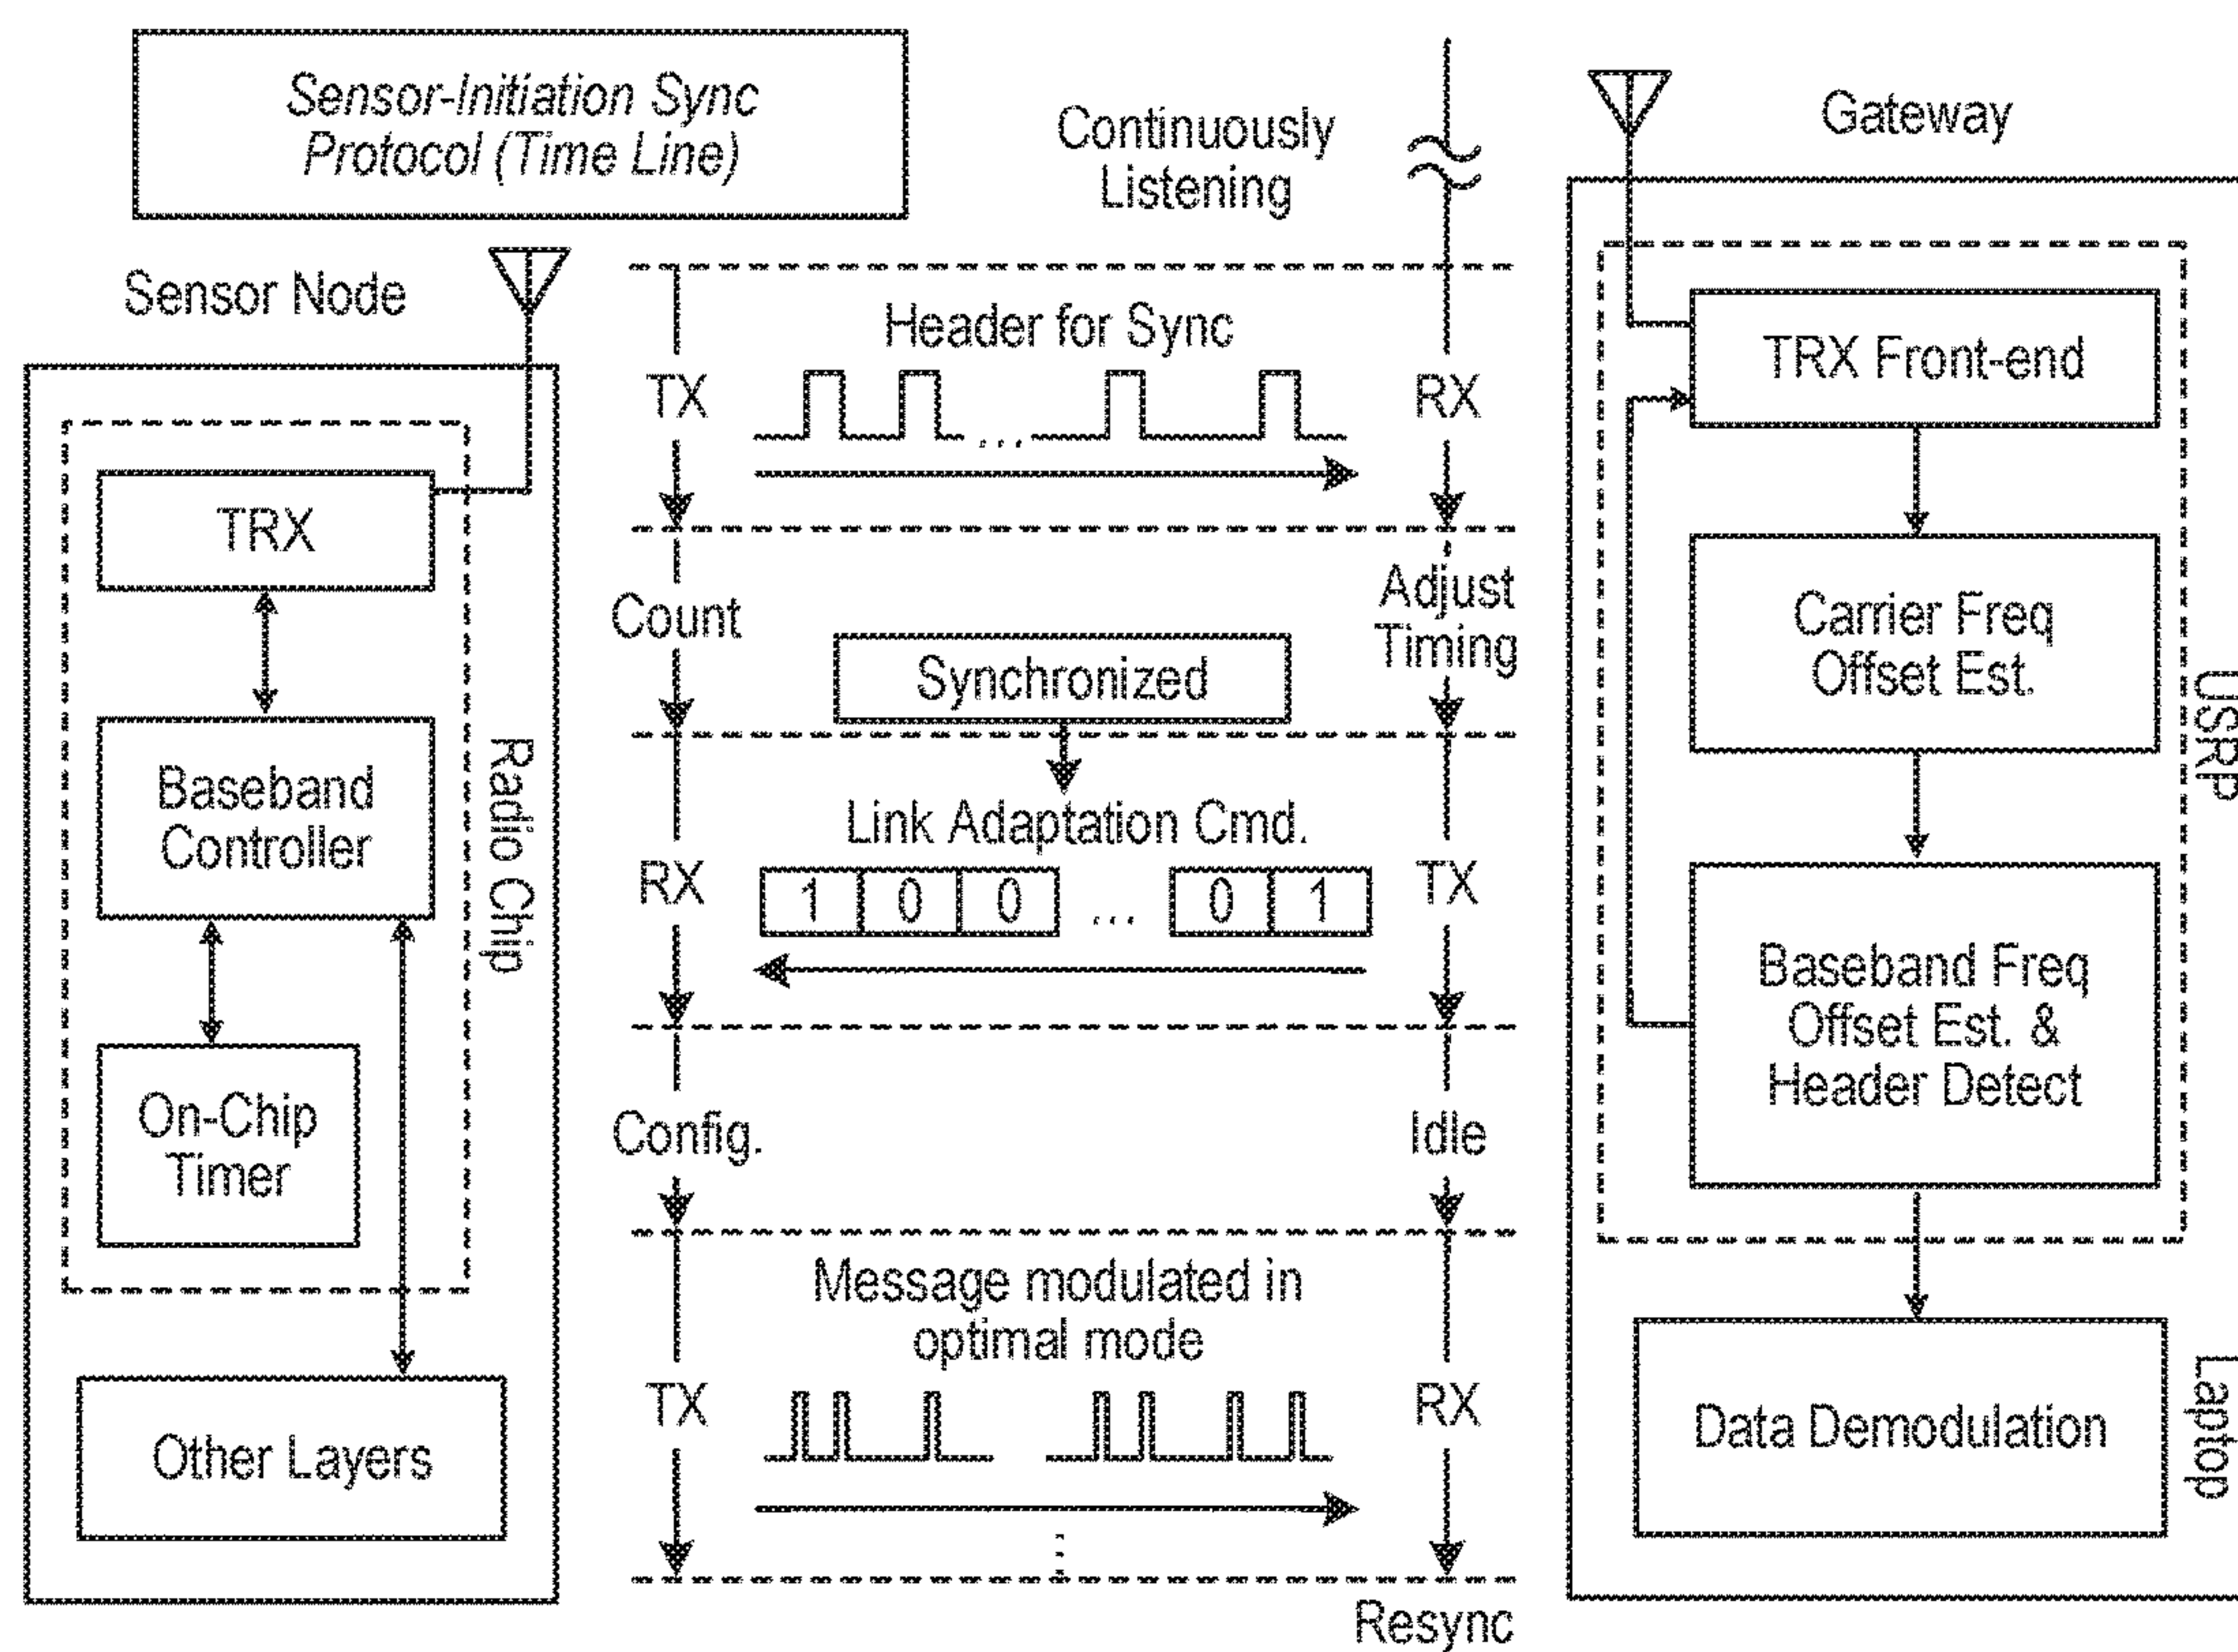 Sensor-Initiation Sync
Protocol (Time Line)
Continuously
Listening
Gateway
Sensor Node
TRX
Baseband
Controller
On-Chip
Timer
Radio Chip
Other Layers
Header for Sync
TX
RX
...
Count
Adjust
Timing
Synchronized
Link Adaptation Cmd.
RX
1 0 0 ... 0 1
TX
Config.
Idle
Message modulated in
optimal mode
TX
RX
Resync
TRX Front-end
Carrier Freq
Offset Est.
Baseband Freq
Offset Est. &
Header Detect
USRP
Data Demodulation
Laptop